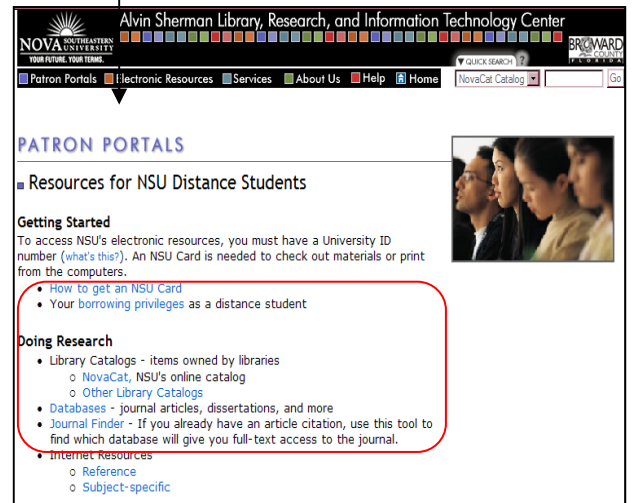 Alvin Sherman Library, Research, and Information Technology Center
NOVA SOUTHEASTERN UNIVERSITY
YOUR FUTURE. YOUR TERMS.
BROWARD COUNTY
FLORIDA
QUICK SEARCH ?
Patron Portals Electronic Resources Services About Us Help Home NovaCat Catalog Go
PATRON PORTALS
Resources for NSU Distance Students
Getting Started
To access NSU's electronic resources, you must have a University ID
number (what's this?). An NSU Card is needed to check out materials or print
from the computers.
• How to get an NSU Card
• Your borrowing privileges as a distance student
Doing Research
• Library Catalogs - items owned by libraries
o NovaCat, NSU's online catalog
o Other Library Catalogs
• Databases - journal articles, dissertations, and more
• Journal Finder - If you already have an article citation, use this tool to
find which database will give you full-text access to the journal.
• Internet Resources
o Reference
o Subject-specific